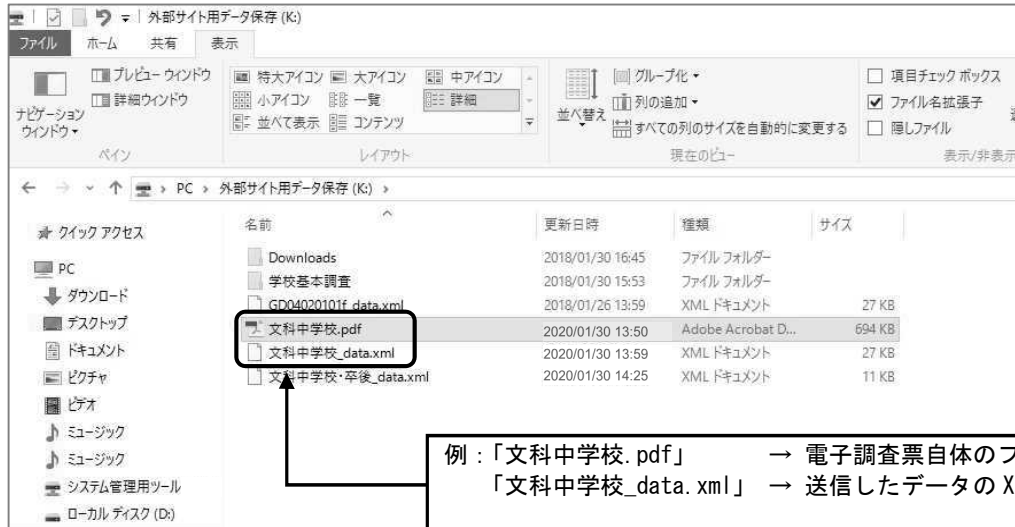 外部サイト用データ保存 (K:)
ファイル ホーム 共有 表示
ナビゲーション ウィンドウ
プレビュー ウィンドウ
詳細ウィンドウ
ペイン
特大アイコン 大アイコン 中アイコン
小アイコン 一覧 詳細
並べて表示 コンテンツ
レイアウト
並べ替え
グループ化
列の追加
すべての列のサイズを自動的に変更する
現在のビュー
項目チェック ボックス
ファイル名拡張子
隠しファイル
表示/非表示
PC › 外部サイト用データ保存 (K:) ›
クイック アクセス
PC
ダウンロード
デスクトップ
ドキュメント
ピクチャ
ビデオ
ミュージック
ミュージック
システム管理用ツール
ローカル ディスク (D:)
名前 更新日時 種類 サイズ
Downloads 2018/01/30 16:45 ファイル フォルダー
学校基本調査 2018/01/30 15:53 ファイル フォルダー
GD04020101f_data.xml 2018/01/26 13:59 XML ドキュメント 27 KB
文科中学校.pdf 2020/01/30 13:50 Adobe Acrobat D... 694 KB
文科中学校_data.xml 2020/01/30 13:59 XML ドキュメント 27 KB
文科中学校・卒後_data.xml 2020/01/30 14:25 XML ドキュメント 11 KB
例:「文科中学校.pdf」 → 電子調査票自体のフ
「文科中学校_data.xml」 → 送信したデータの X